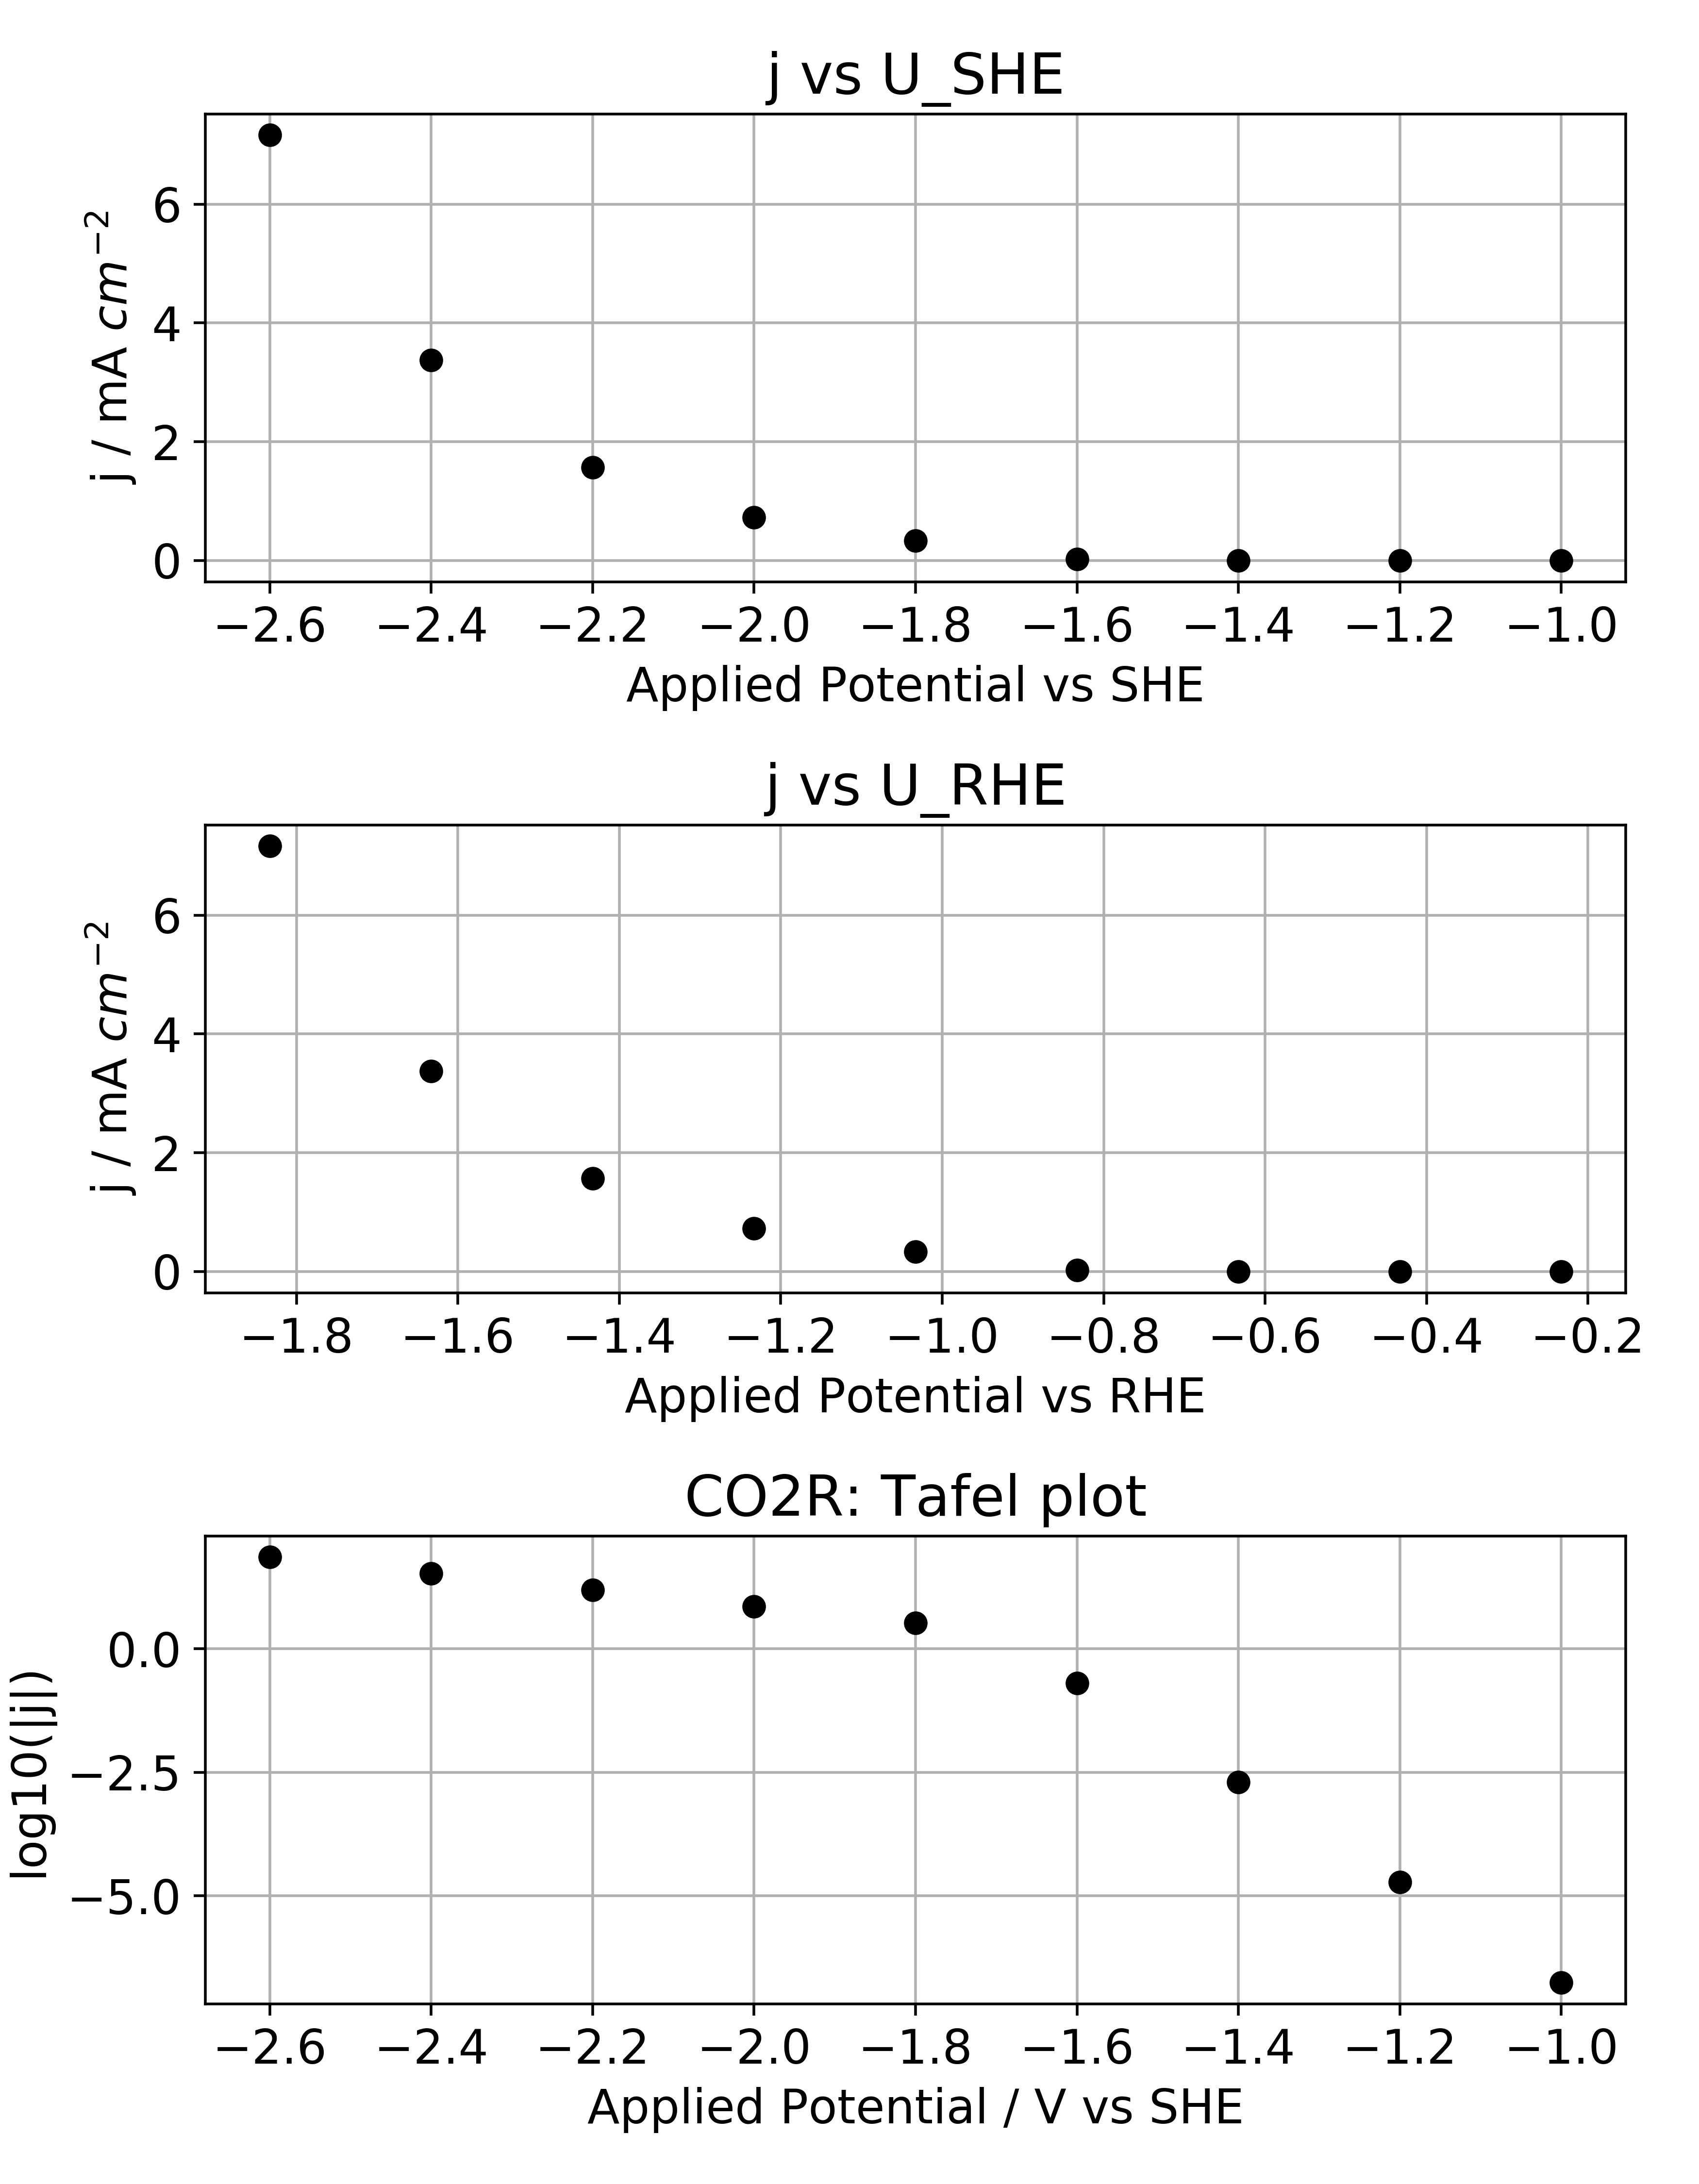 j vs U_SHE
6
4
2
0
j / mA cm⁻²
−2.6 −2.4 −2.2 −2.0 −1.8 −1.6 −1.4 −1.2 −1.0
Applied Potential vs SHE
j vs U_RHE
6
4
2
0
j / mA cm⁻²
−1.8 −1.6 −1.4 −1.2 −1.0 −0.8 −0.6 −0.4 −0.2
Applied Potential vs RHE
CO2R: Tafel plot
0.0
−2.5
−5.0
log10(|j|)
−2.6 −2.4 −2.2 −2.0 −1.8 −1.6 −1.4 −1.2 −1.0
Applied Potential / V vs SHE